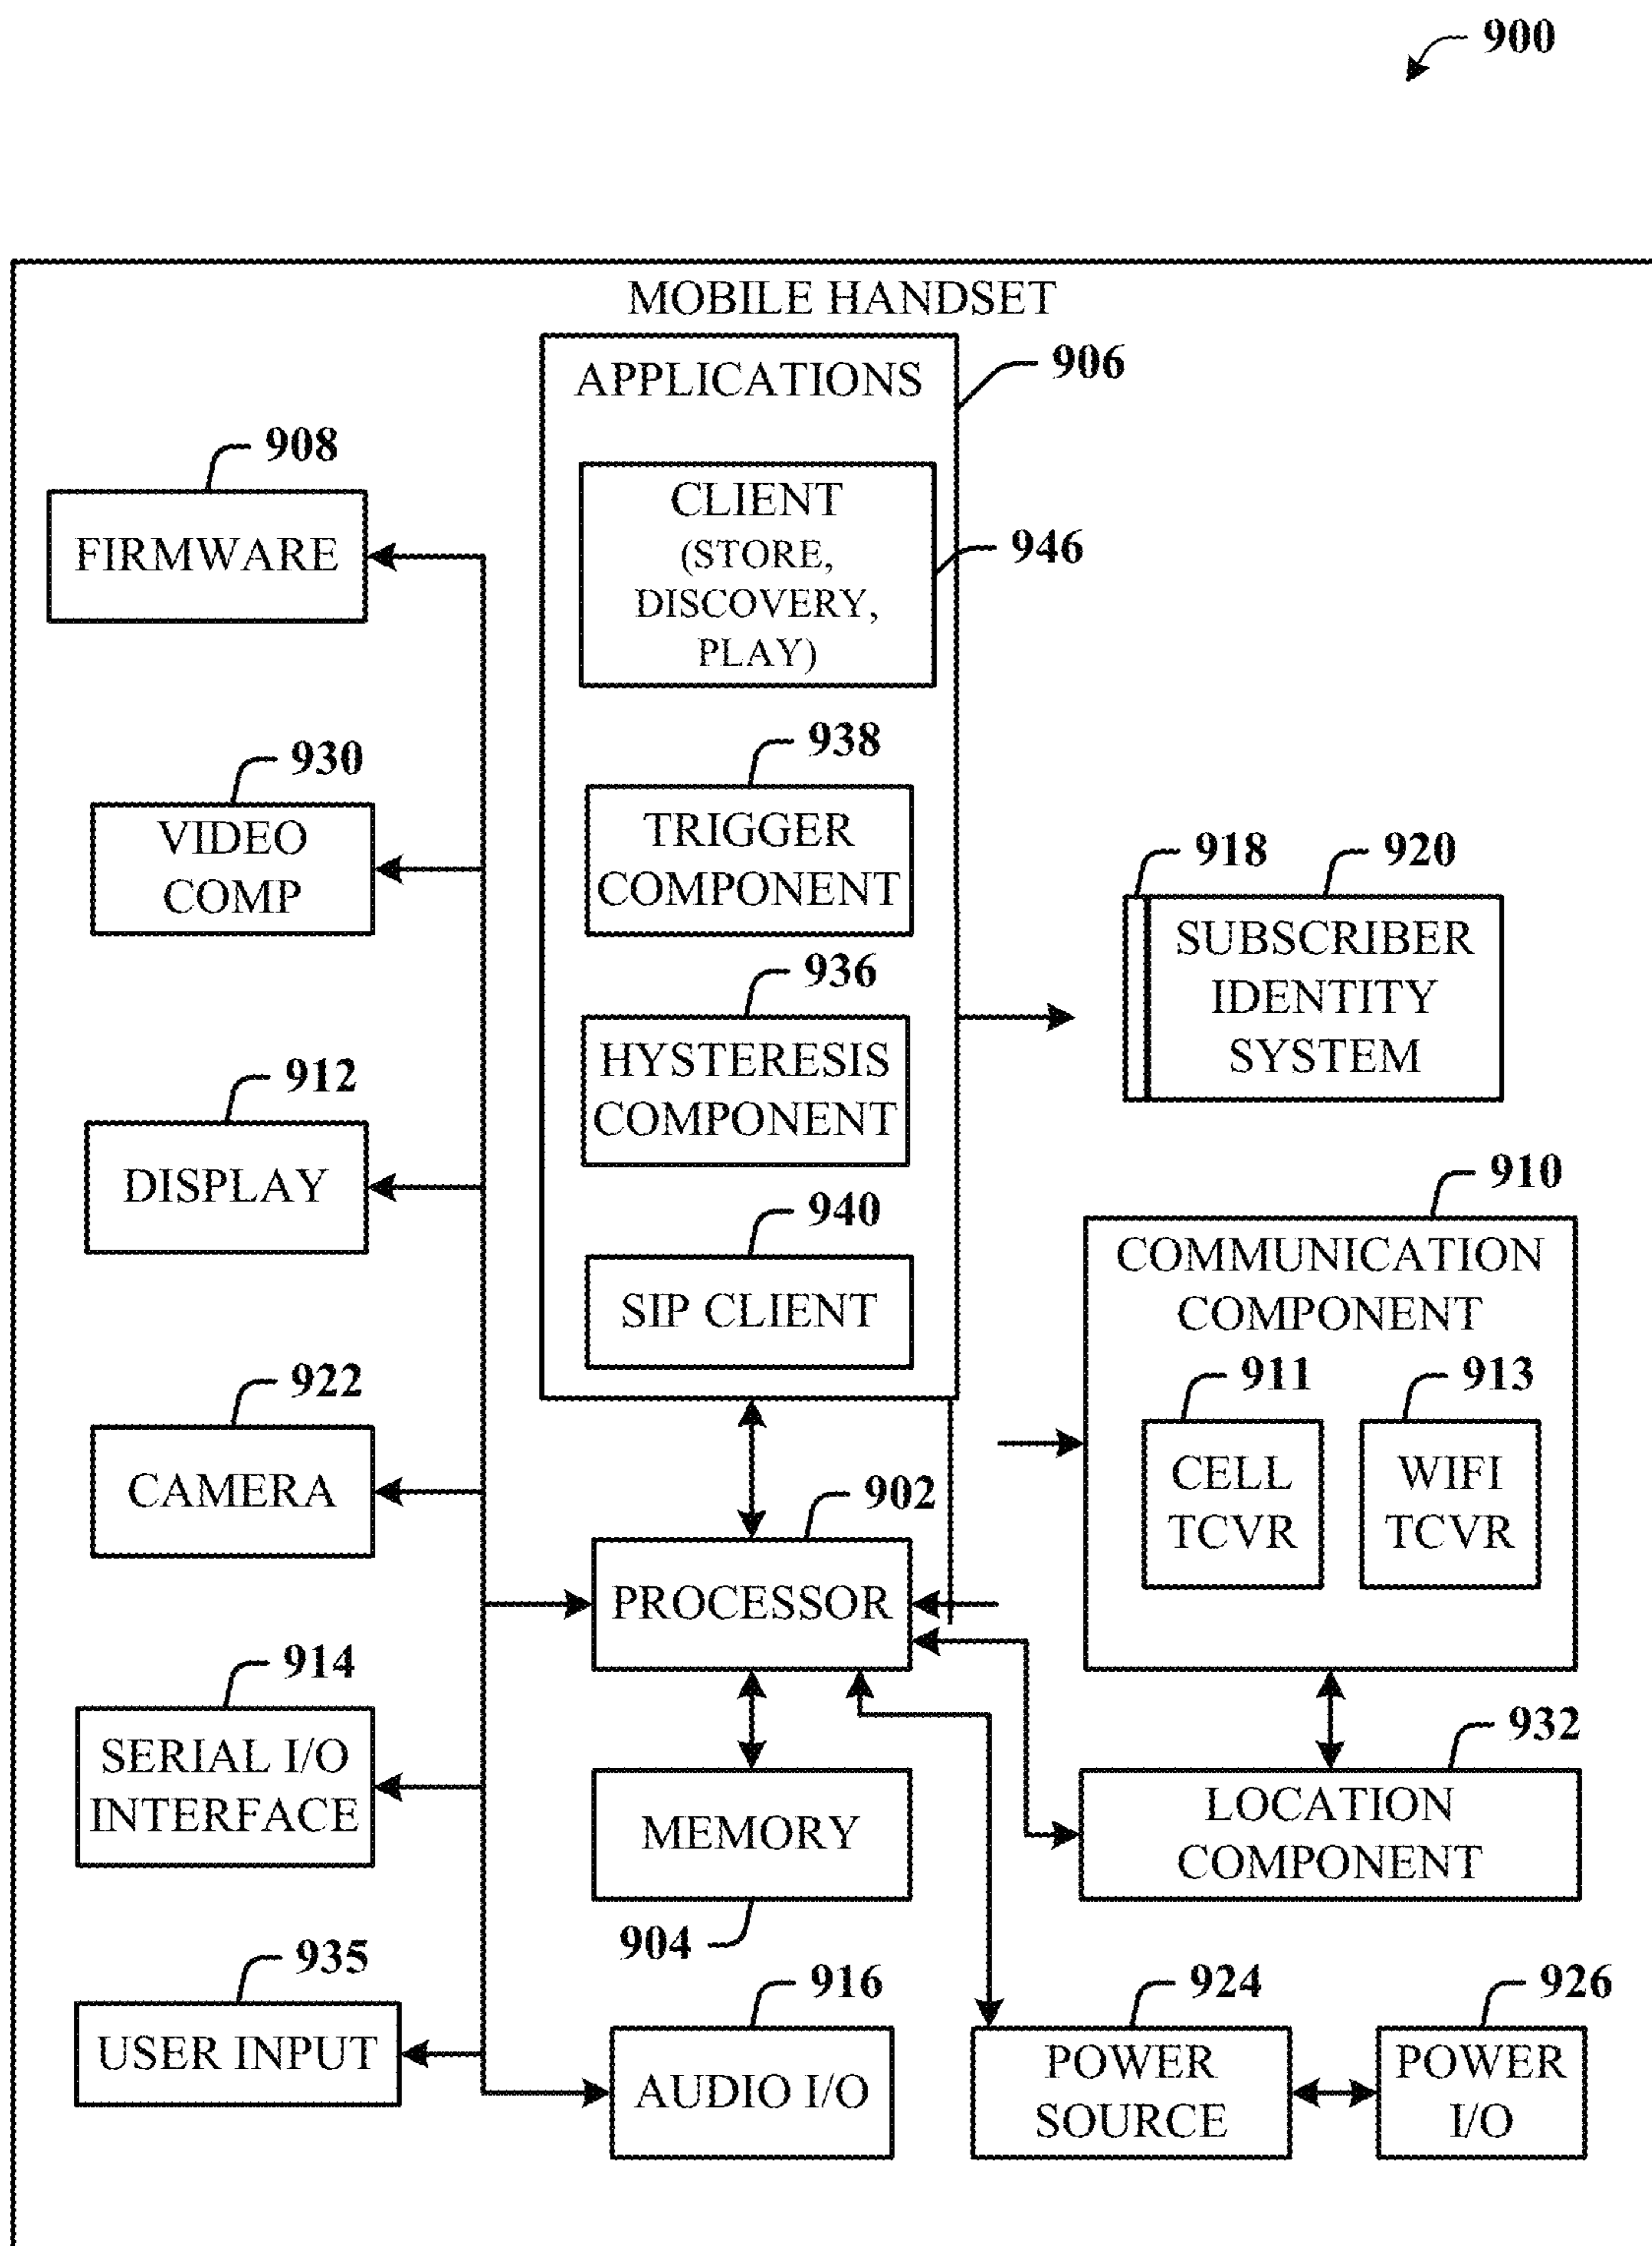 900
MOBILE HANDSET
APPLICATIONS
906
CLIENT
(STORE,
DISCOVERY,
PLAY)
946
908
FIRMWARE
938
TRIGGER
COMPONENT
930
VIDEO
COMP
918
920
SUBSCRIBER
IDENTITY
SYSTEM
936
HYSTERESIS
COMPONENT
912
DISPLAY
940
SIP CLIENT
910
COMMUNICATION
COMPONENT
911
CELL
TCVR
913
WIFI
TCVR
922
CAMERA
902
PROCESSOR
914
SERIAL I/O
INTERFACE
MEMORY
904
932
LOCATION
COMPONENT
935
USER INPUT
916
AUDIO I/O
924
POWER
SOURCE
926
POWER
I/O